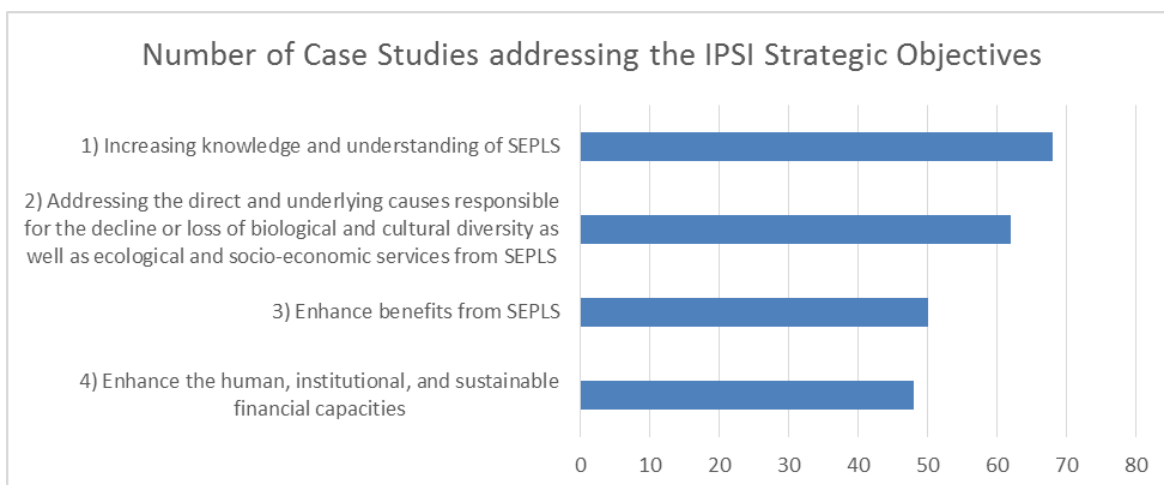 Number of Case Studies addressing the IPSI Strategic Objectives
1) Increasing knowledge and understanding of SEPLS
2) Addressing the direct and underlying causes responsible
for the decline or loss of biological and cultural diversity as
well as ecological and socio-economic services from SEPLS
3) Enhance benefits from SEPLS
4) Enhance the human, institutional, and sustainable
financial capacities
0 10 20 30 40 50 60 70 80